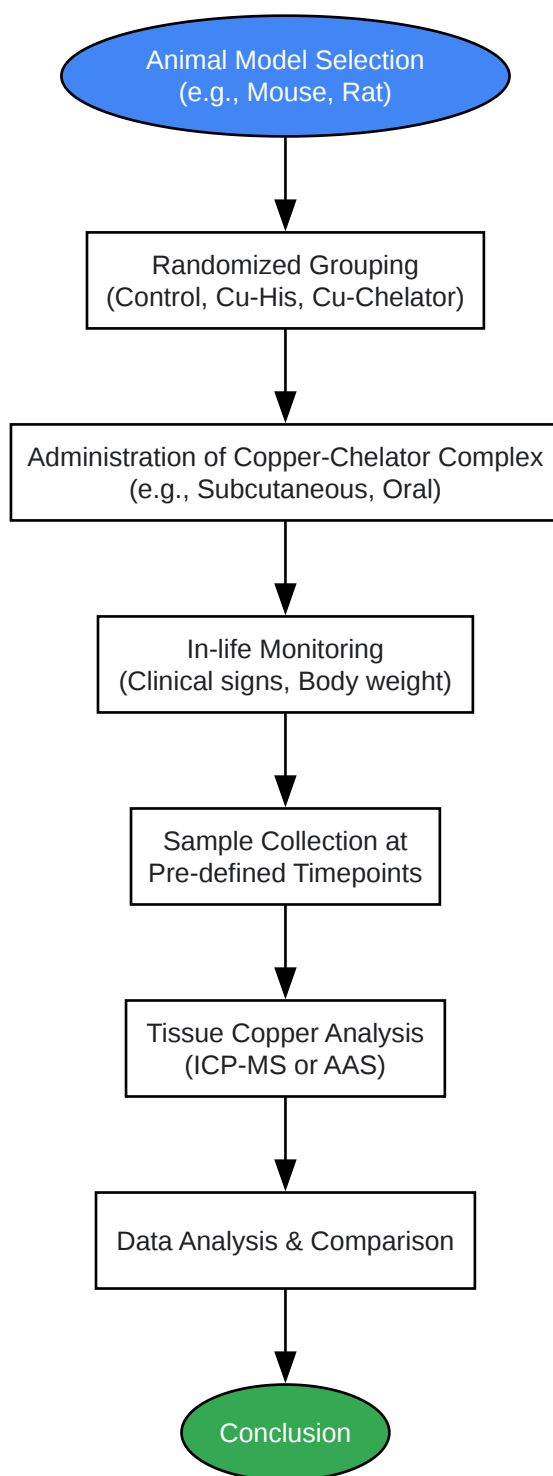 Animal Model Selection
(e.g., Mouse, Rat)
Randomized Grouping
(Control, Cu-His, Cu-Chelator)
Administration of Copper-Chelator Complex
(e.g., Subcutaneous, Oral)
In-life Monitoring
(Clinical signs, Body weight)
Sample Collection at
Pre-defined Timepoints
Tissue Copper Analysis
(ICP-MS or AAS)
Data Analysis & Comparison
Conclusion